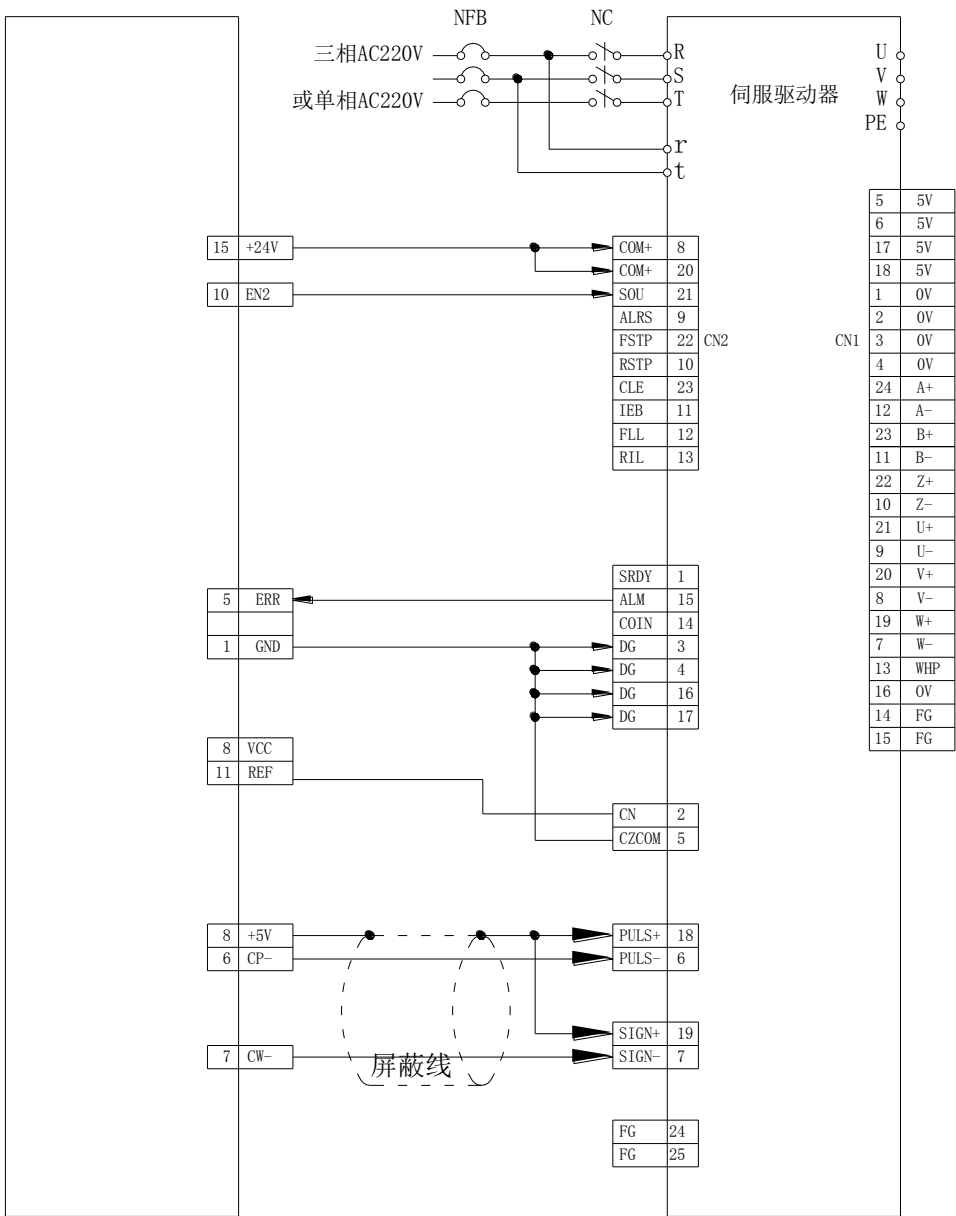 NFB NC
三相AC220V R U
S V
或单相AC220V T 伺服驱动器 W
PE
r
t
5 5V
6 5V
15 +24V COM+ 8 17 5V
COM+ 20 18 5V
10 EN2 SOU 21 1 0V
ALRS 9 2 0V
FSTP 22 CN2 CN1 3 0V
RSTP 10 4 0V
CLE 23 24 A+
IEB 11 12 A-
FLL 12 23 B+
RIL 13 11 B-
22 Z+
10 Z-
21 U+
9 U-
SRDY 1 20 V+
5 ERR ALM 15 8 V-
COIN 14 19 W+
1 GND DG 3 7 W-
DG 4 13 WHP
DG 16 16 0V
DG 17 14 FG
8 VCC 15 FG
11 REF
CN 2
CZCOM 5
8 +5V PULS+ 18
6 CP- PULS- 6
SIGN+ 19
7 CW- 屏蔽线 SIGN- 7
FG 24
FG 25